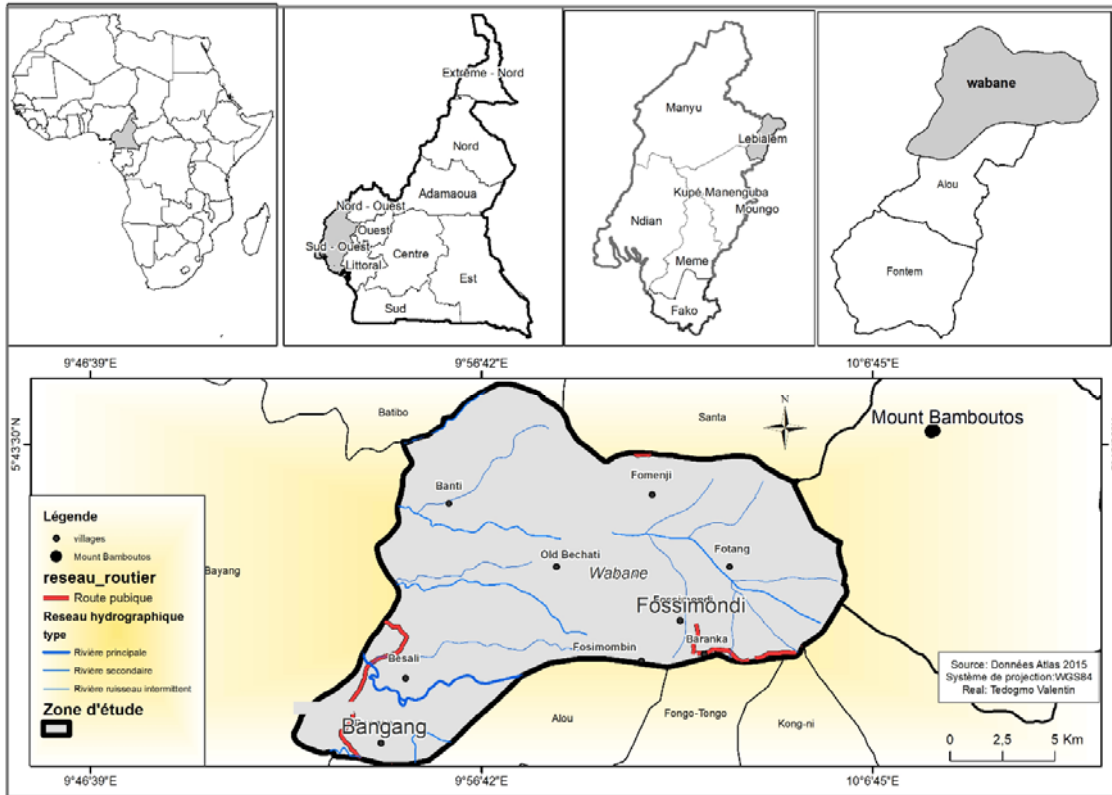 Extrême - Nord
Nord
Adamaoua
Nord - Ouest
Ouest
Sud - Ouest
Centre
Littoral
Est
Sud
Manyu
Lebialem
Kupé Manenguba
Moungo
Ndian
Meme
Fako
wabane
Alou
Fontem
9°46'39"E
9°56'42"E
10°6'45"E
5°43'30"N
Batibo
Santa
N
Mount Bamboutos
Banti
Fomenji
Old Bechati
Fotang
Wabane
Bayang
Fossimondi
Fossimondi
Baranka
Fosimombin
Besali
Bangang
Alou
Fongo-Tongo
Kong-ni
Légende
villages
Mount Bamboutos
reseau_routier
Route pubique
Reseau hydrographique
type
Rivière principale
Rivière secondaire
Rivière ruisseau intermittent
Zone d'étude
Source: Données Atlas 2015
Système de projection:WGS84
Real: Tedogmo Valentin
0 2,5 5 Km
9°46'39"E
9°56'42"E
10°6'45"E